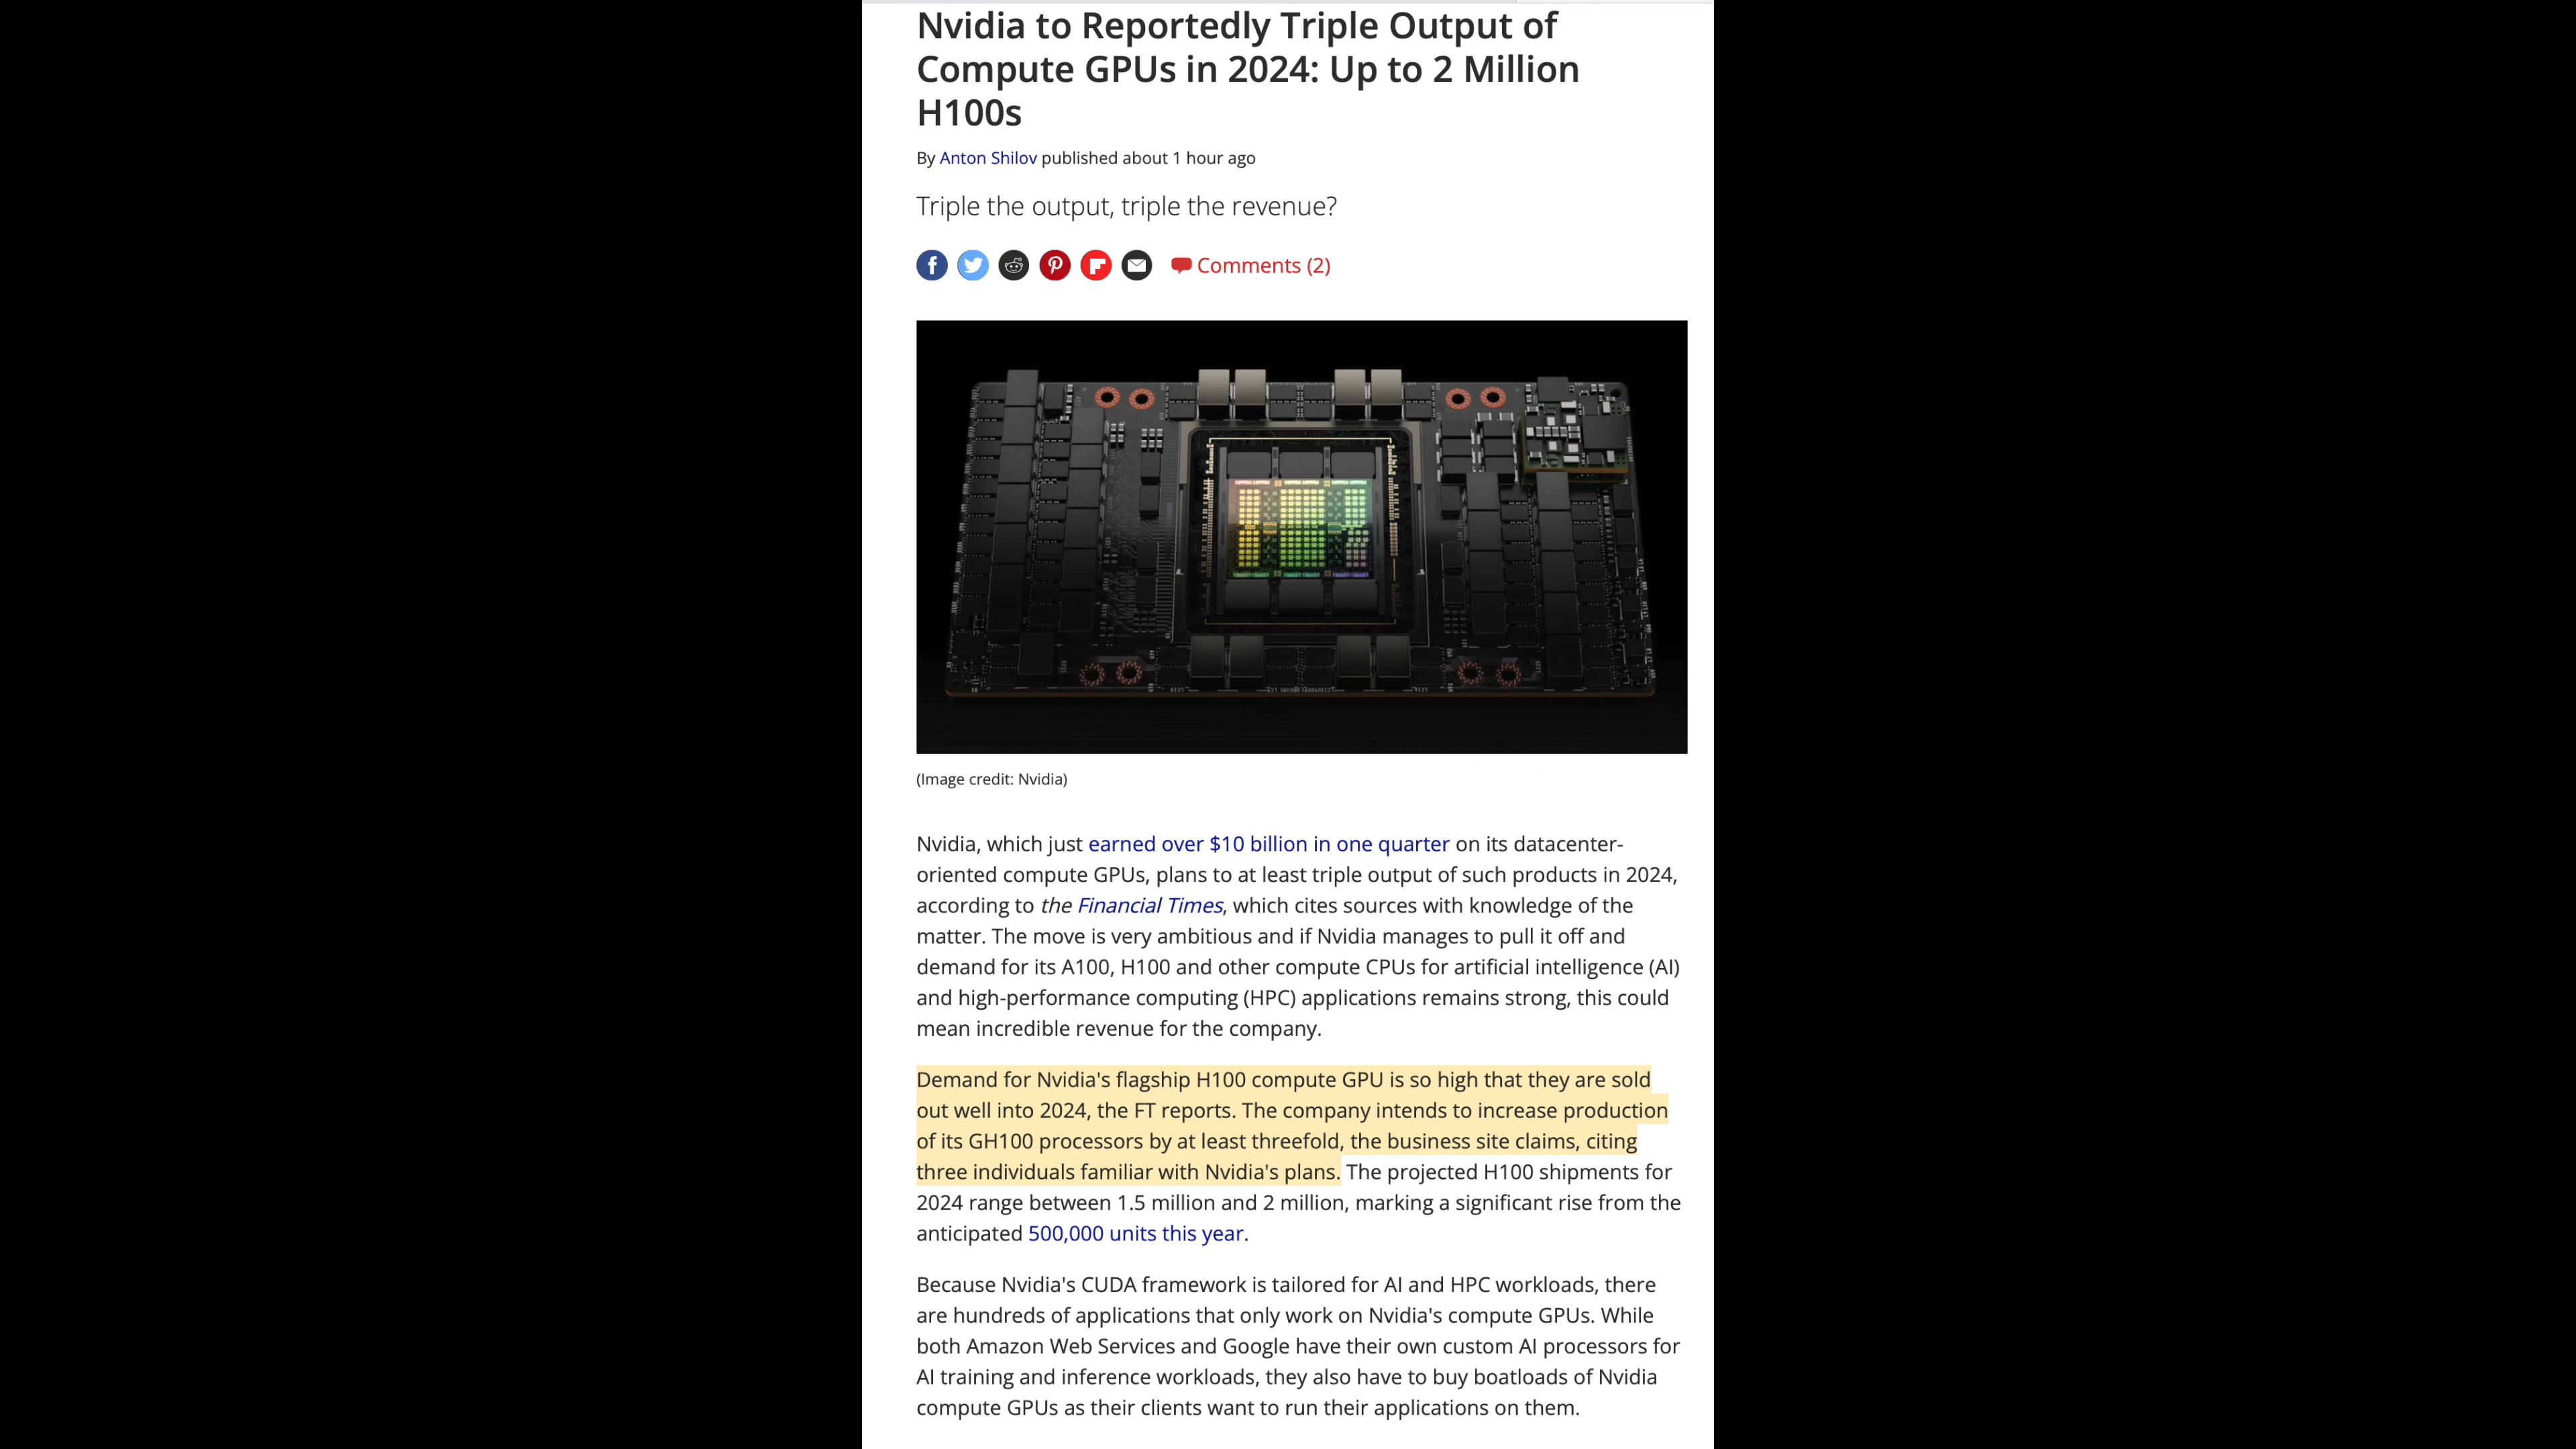 Nvidia to Reportedly Triple Output of
Compute GPUs in 2024: Up to 2 Million
H100s
By Anton Shilov published about 1 hour ago
Triple the output, triple the revenue?
Comments (2)
(Image credit: Nvidia)
Nvidia, which just earned over $10 billion in one quarter on its datacenter-
oriented compute GPUs, plans to at least triple output of such products in 2024,
according to the Financial Times, which cites sources with knowledge of the
matter. The move is very ambitious and if Nvidia manages to pull it off and
demand for its A100, H100 and other compute CPUs for artificial intelligence (AI)
and high-performance computing (HPC) applications remains strong, this could
mean incredible revenue for the company.
Demand for Nvidia's flagship H100 compute GPU is so high that they are sold
out well into 2024, the FT reports. The company intends to increase production
of its GH100 processors by at least threefold, the business site claims, citing
three individuals familiar with Nvidia's plans. The projected H100 shipments for
2024 range between 1.5 million and 2 million, marking a significant rise from the
anticipated 500,000 units this year.
Because Nvidia's CUDA framework is tailored for AI and HPC workloads, there
are hundreds of applications that only work on Nvidia's compute GPUs. While
both Amazon Web Services and Google have their own custom AI processors for
AI training and inference workloads, they also have to buy boatloads of Nvidia
compute GPUs as their clients want to run their applications on them.